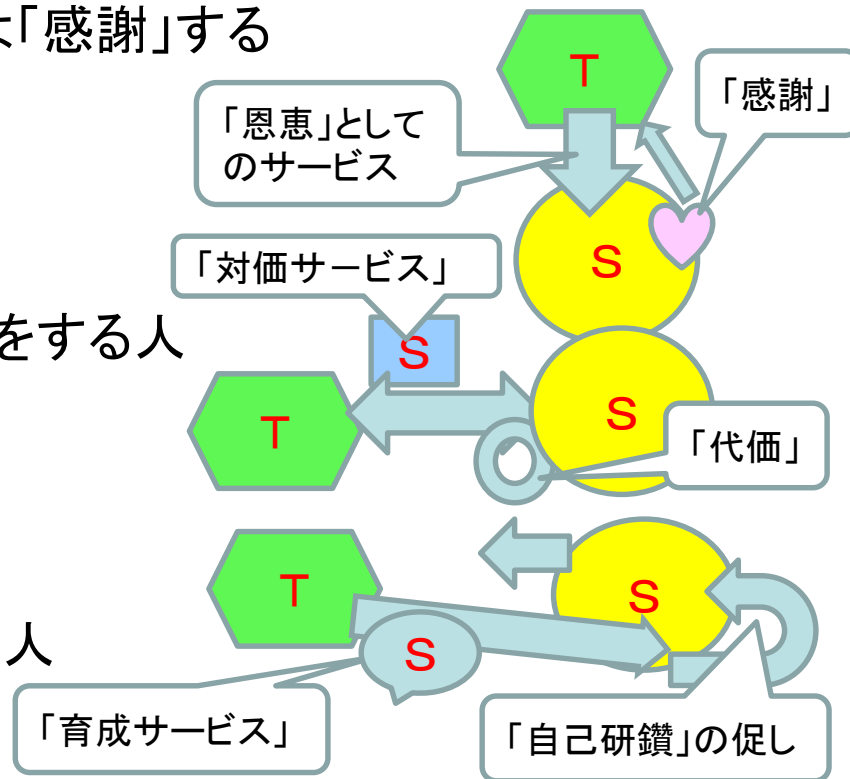 は「感謝」する
T
「感謝」
「恩恵」として
のサービス
S
「対価サービス」
S
をする人
T
S
「代価」
T
S
人
S
「育成サービス」
「自己研鑽」の促し